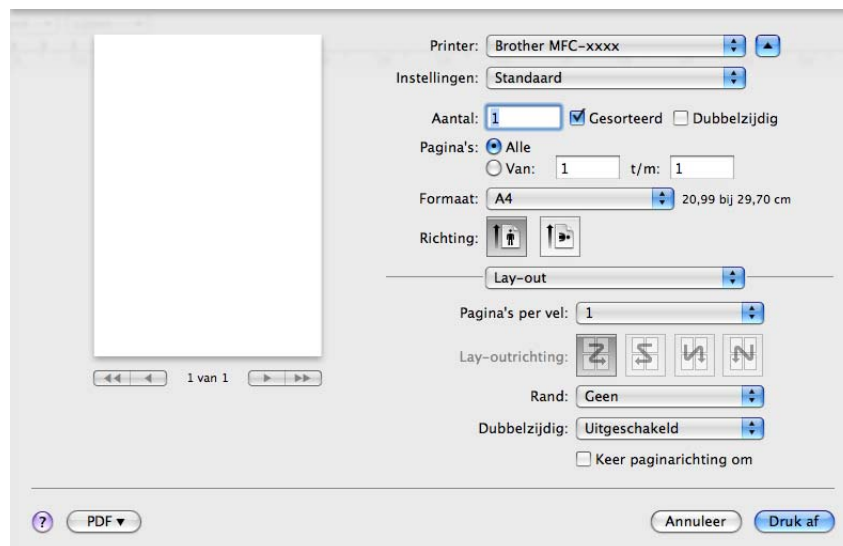 Printer: Brother MFC-xxxx
Instellingen: Standaard
Aantal: 1 Gesorteerd Dubbelzijdig
Pagina's: Alle
Van: 1 t/m: 1
Formaat: A4 20,99 bij 29,70 cm
Richting:
Lay-out
Pagina's per vel: 1
Lay-outrichting:
Rand: Geen
Dubbelzijdig: Uitgeschakeld
Keer paginarichting om
1 van 1
? PDF Annuleer Druk af